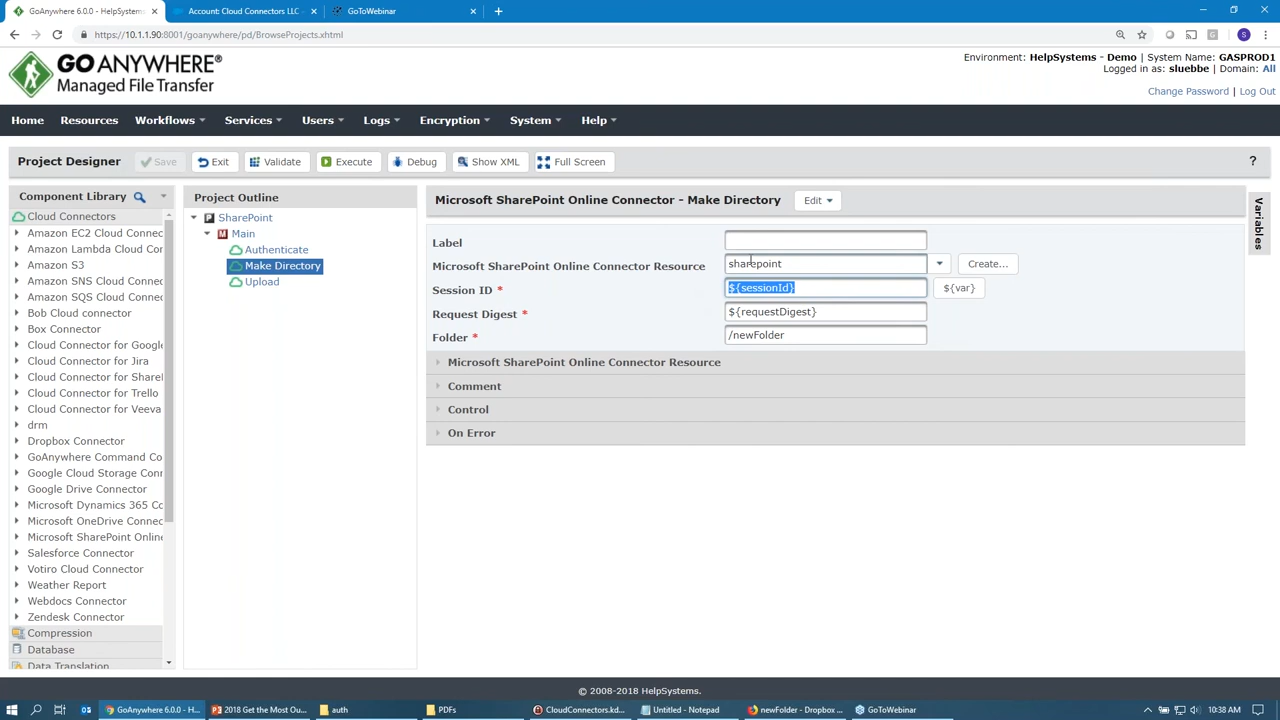 GoAnywhere 6.0.0 - HelpSystems -
Account: Cloud Connectors LLC -
GoToWebinar
https://10.1.1.90:8001/goanywhere/pd/BrowseProjects.xhtml
GOANYWHERE®
Managed File Transfer
Environment: HelpSystems - Demo | System Name: GASPROD1
Logged in as: sluebbe | Domain: All
Change Password | Log Out
Home Resources Workflows Services Users Logs Encryption System Help
Project Designer Save Exit Validate Execute Debug Show XML Full Screen ?
Component Library
Cloud Connectors
Amazon EC2 Cloud Connec
Amazon Lambda Cloud Cor
Amazon S3
Amazon SNS Cloud Connec
Amazon SQS Cloud Connec
Bob Cloud connector
Box Connector
Cloud Connector for Google
Cloud Connector for Jira
Cloud Connector for ShareP
Cloud Connector for Trello
Cloud Connector for Veeva
drm
Dropbox Connector
GoAnywhere Command Co
Google Cloud Storage Conn
Google Drive Connector
Microsoft Dynamics 365 Co
Microsoft OneDrive Connec
Microsoft SharePoint Online
Salesforce Connector
Votiro Cloud Connector
Weather Report
Webdocs Connector
Zendesk Connector
Compression
Database
Data Translation
Project Outline
SharePoint
Main
Authenticate
Make Directory
Upload
Microsoft SharePoint Online Connector - Make Directory Edit
Label
Microsoft SharePoint Online Connector Resource sharepoint Create...
Session ID * ${sessionId} ${var}
Request Digest * ${requestDigest}
Folder * /newFolder
Microsoft SharePoint Online Connector Resource
Comment
Control
On Error
Variables
© 2008-2018 HelpSystems.
GoAnywhere 6.0.0 - H...
2018 Get the Most Ou...
auth
PDFs
CloudConnectors.kd...
Untitled - Notepad
newFolder - Dropbox ...
GoToWebinar
10:38 AM